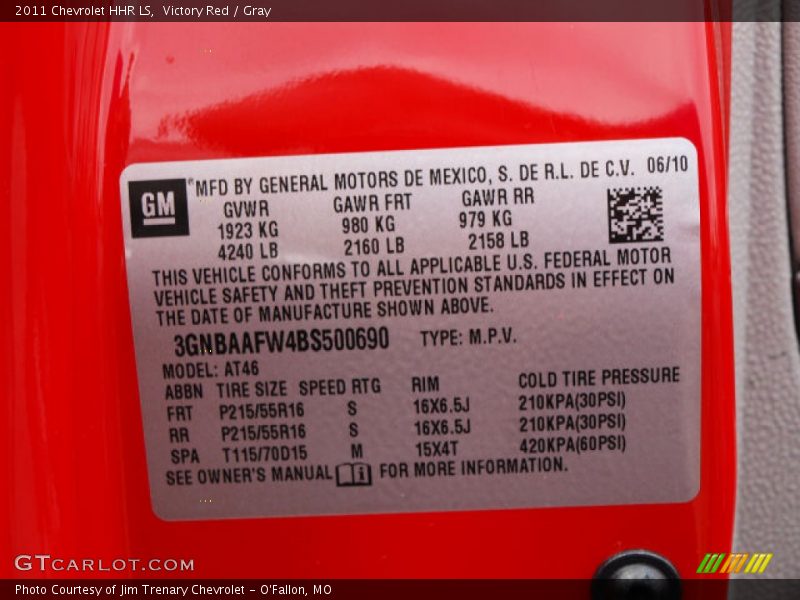 2011 Chevrolet HHR LS, Victory Red / Gray
GM
MFD BY GENERAL MOTORS DE MEXICO, S. DE R.L. DE C.V. 06/10
GVWR GAWR FRT GAWR RR
1923 KG 980 KG 979 KG
4240 LB 2160 LB 2158 LB
THIS VEHICLE CONFORMS TO ALL APPLICABLE U.S. FEDERAL MOTOR
VEHICLE SAFETY AND THEFT PREVENTION STANDARDS IN EFFECT ON
THE DATE OF MANUFACTURE SHOWN ABOVE.
3GNBAAFW4BS500690 TYPE: M.P.V.
MODEL: AT46
ABBN TIRE SIZE SPEED RTG RIM COLD TIRE PRESSURE
FRT P215/55R16 S 16X6.5J 210KPA(30PSI)
RR P215/55R16 S 16X6.5J 210KPA(30PSI)
SPA T115/70D15 M 15X4T 420KPA(60PSI)
SEE OWNER'S MANUAL FOR MORE INFORMATION.
GTCARLOT.COM
Photo Courtesy of Jim Trenary Chevrolet - O'Fallon, MO